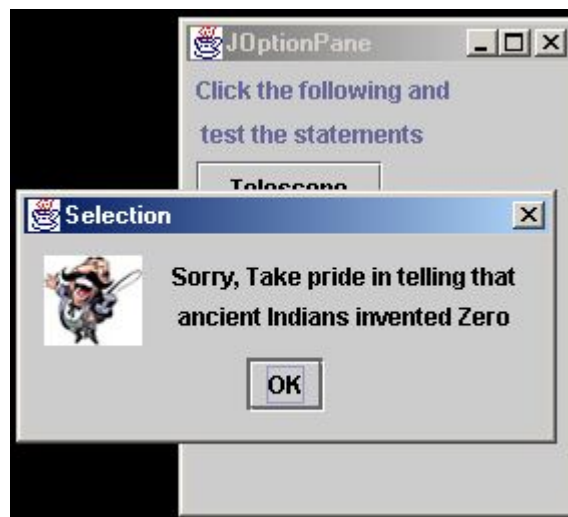 JOptionPane
Click the following and
test the statements
Telescope
Selection
Sorry, Take pride in telling that
ancient Indians invented Zero
OK